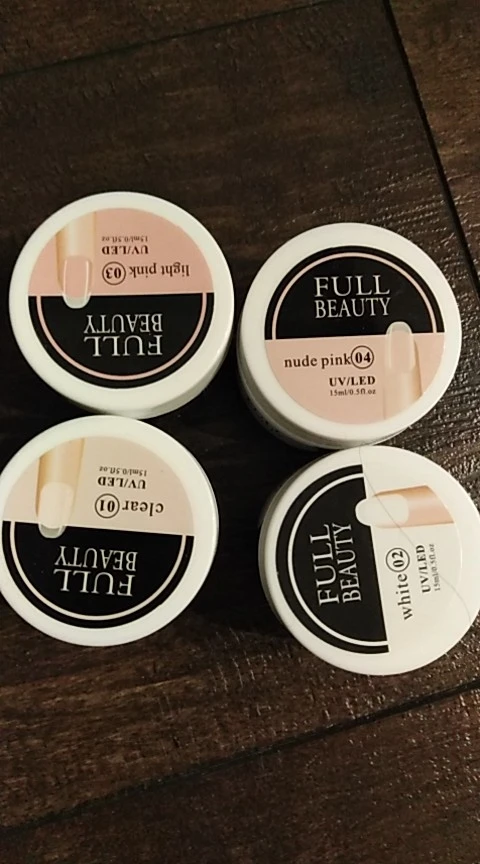 FULL
BEAUTY
light pink 03
UV/LED
15ml/0.5fl.oz
FULL
BEAUTY
nude pink 04
UV/LED
15ml/0.5fl.oz
FULL
BEAUTY
clear 01
UV/LED
15ml/0.5fl.oz
FULL
BEAUTY
white 02
UV/LED
15ml/0.5fl.oz